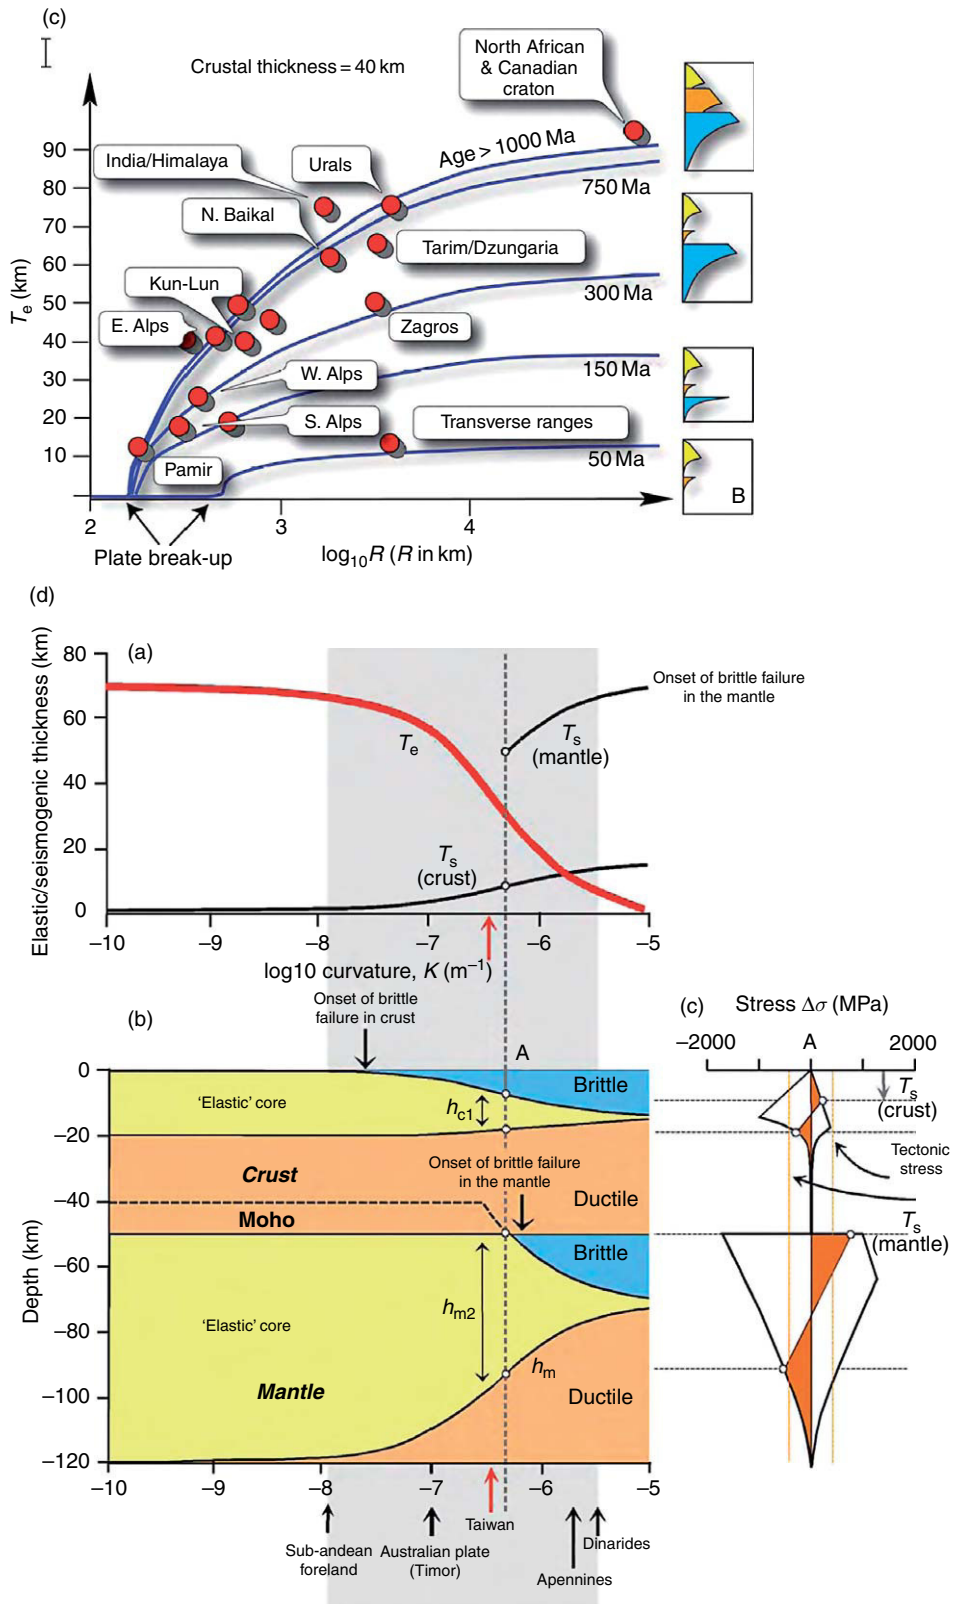 (c)
Crustal thickness = 40 km
North African
& Canadian
craton
Age > 1000 Ma
India/Himalaya
Urals
750 Ma
N. Baikal
Tarim/Dzungaria
Kun-Lun
300 Ma
E. Alps
Zagros
W. Alps
150 Ma
S. Alps
Transverse ranges
Pamir
50 Ma
B
Te (km)
90
80
70
60
50
40
30
20
10
2
3
4
Plate break-up
log10R (R in km)
(d)
(a)
Elastic/seismogenic thickness (km)
80
60
40
20
0
Onset of brittle failure
in the mantle
Te
Ts
(mantle)
Ts
(crust)
−10
−9
−8
−7
−6
−5
log10 curvature, K (m−1)
Onset of brittle
failure in crust
(b)
A
Depth (km)
0
−20
−40
−60
−80
−100
−120
Brittle
'Elastic' core
hc1
Onset of brittle failure
in the mantle
Crust
Ductile
Moho
Brittle
hm2
'Elastic' core
hm
Mantle
Ductile
−10
−9
−8
−7
−6
−5
Taiwan
Sub-andean
foreland
Australian plate
(Timor)
Dinarides
Apennines
(c)
Stress Δσ (MPa)
−2000
A
2000
Ts
(crust)
Tectonic
stress
Ts
(mantle)